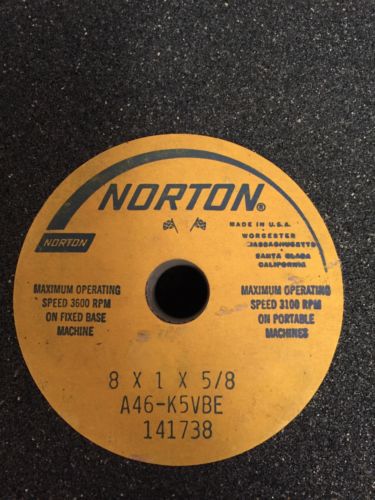 NORTON®
NORTON
MADE IN U.S.A.
WORCESTER
MASSACHUSETTS
SANTA CLARA
CALIFORNIA
MAXIMUM OPERATING
SPEED 3600 RPM
ON FIXED BASE
MACHINE
MAXIMUM OPERATING
SPEED 3100 RPM
ON PORTABLE
MACHINES
8 X 1 X 5/8
A46-K5VBE
141738